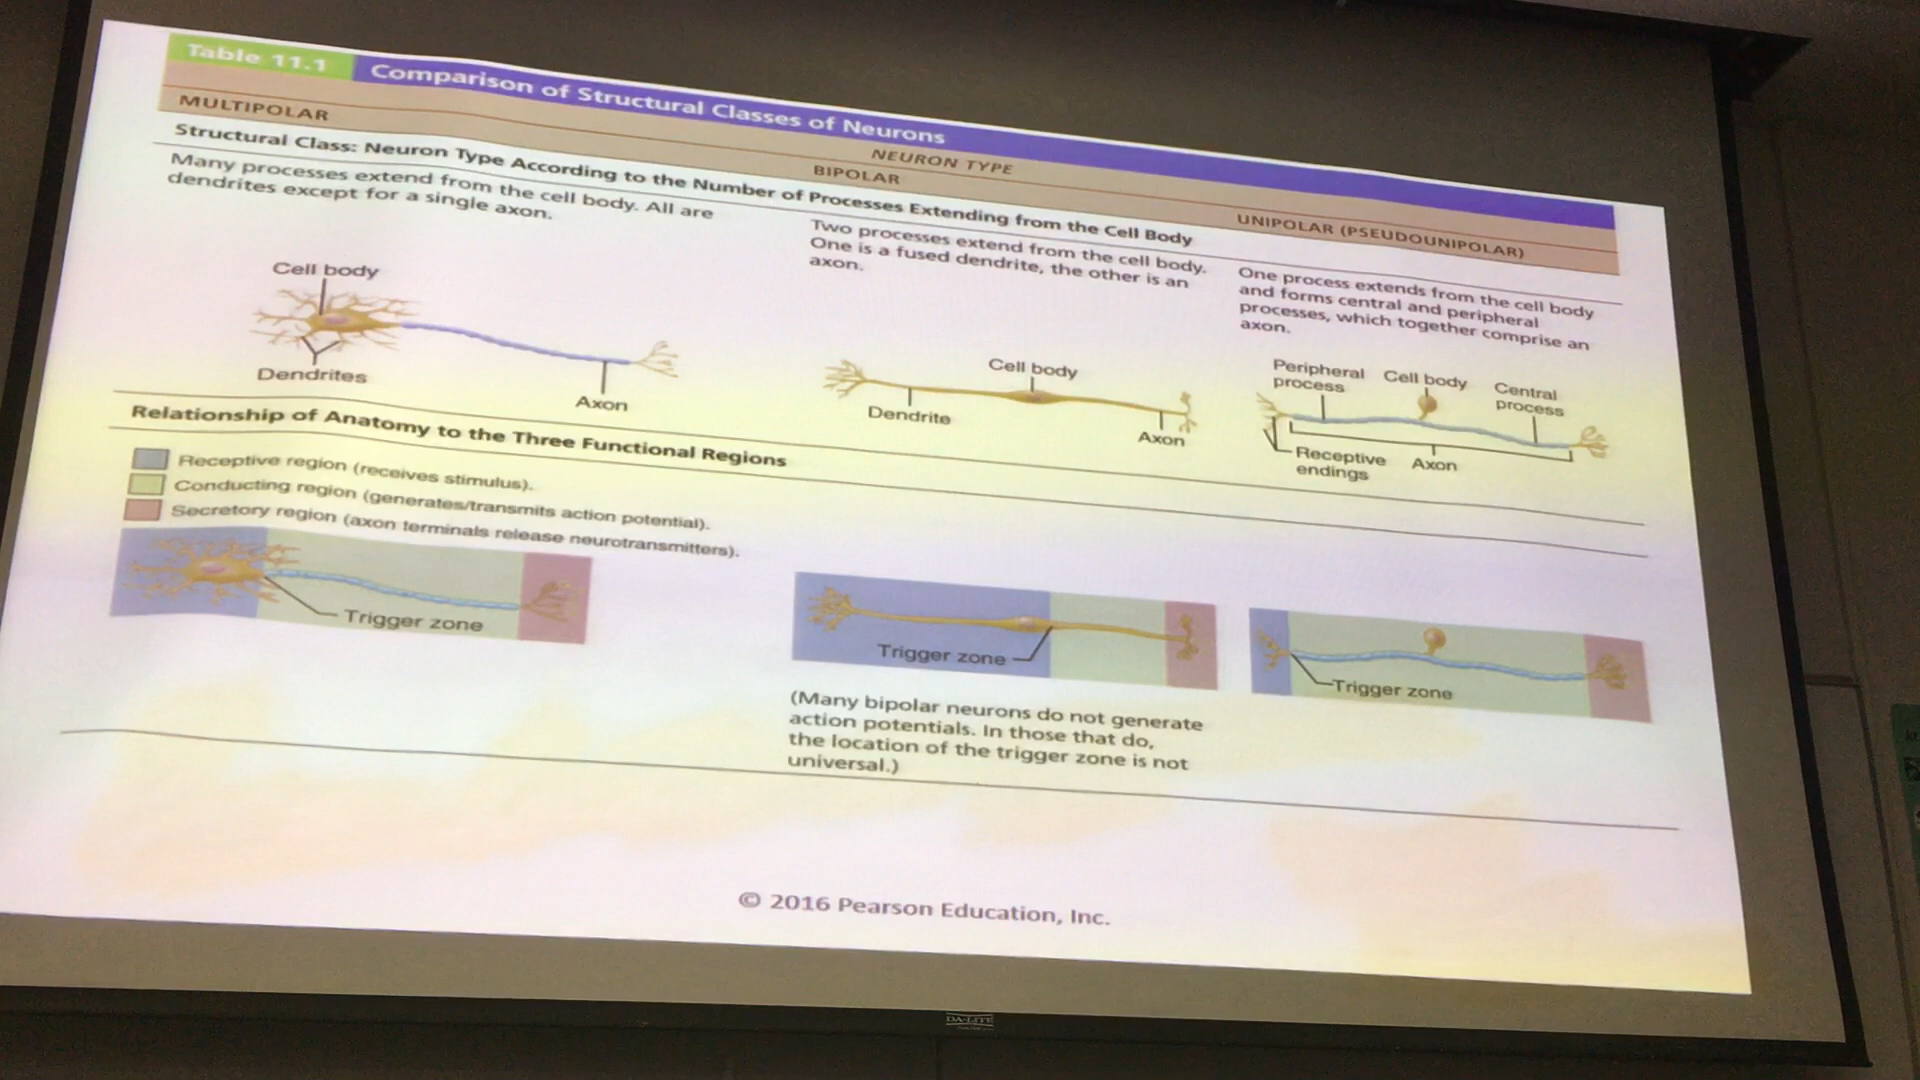 Table 11.1 Comparison of Structural Classes of Neurons
NEURON TYPE
MULTIPOLAR
BIPOLAR
UNIPOLAR (PSEUDOUNIPOLAR)
Structural Class: Neuron Type According to the Number of Processes Extending from the Cell Body
Many processes extend from the cell body. All are
dendrites except for a single axon.
Two processes extend from the cell body.
One is a fused dendrite, the other is an
axon.
One process extends from the cell body
and forms central and peripheral
processes, which together comprise an
axon.
Cell body
Dendrites
Axon
Cell body
Dendrite
Axon
Peripheral
process
Cell body
Central
process
Receptive
endings
Axon
Relationship of Anatomy to the Three Functional Regions
Receptive region (receives stimulus).
Conducting region (generates/transmits action potential).
Secretory region (axon terminals release neurotransmitters).
Trigger zone
Trigger zone
Trigger zone
(Many bipolar neurons do not generate
action potentials. In those that do,
the location of the trigger zone is not
universal.)
© 2016 Pearson Education, Inc.
DA-LITE